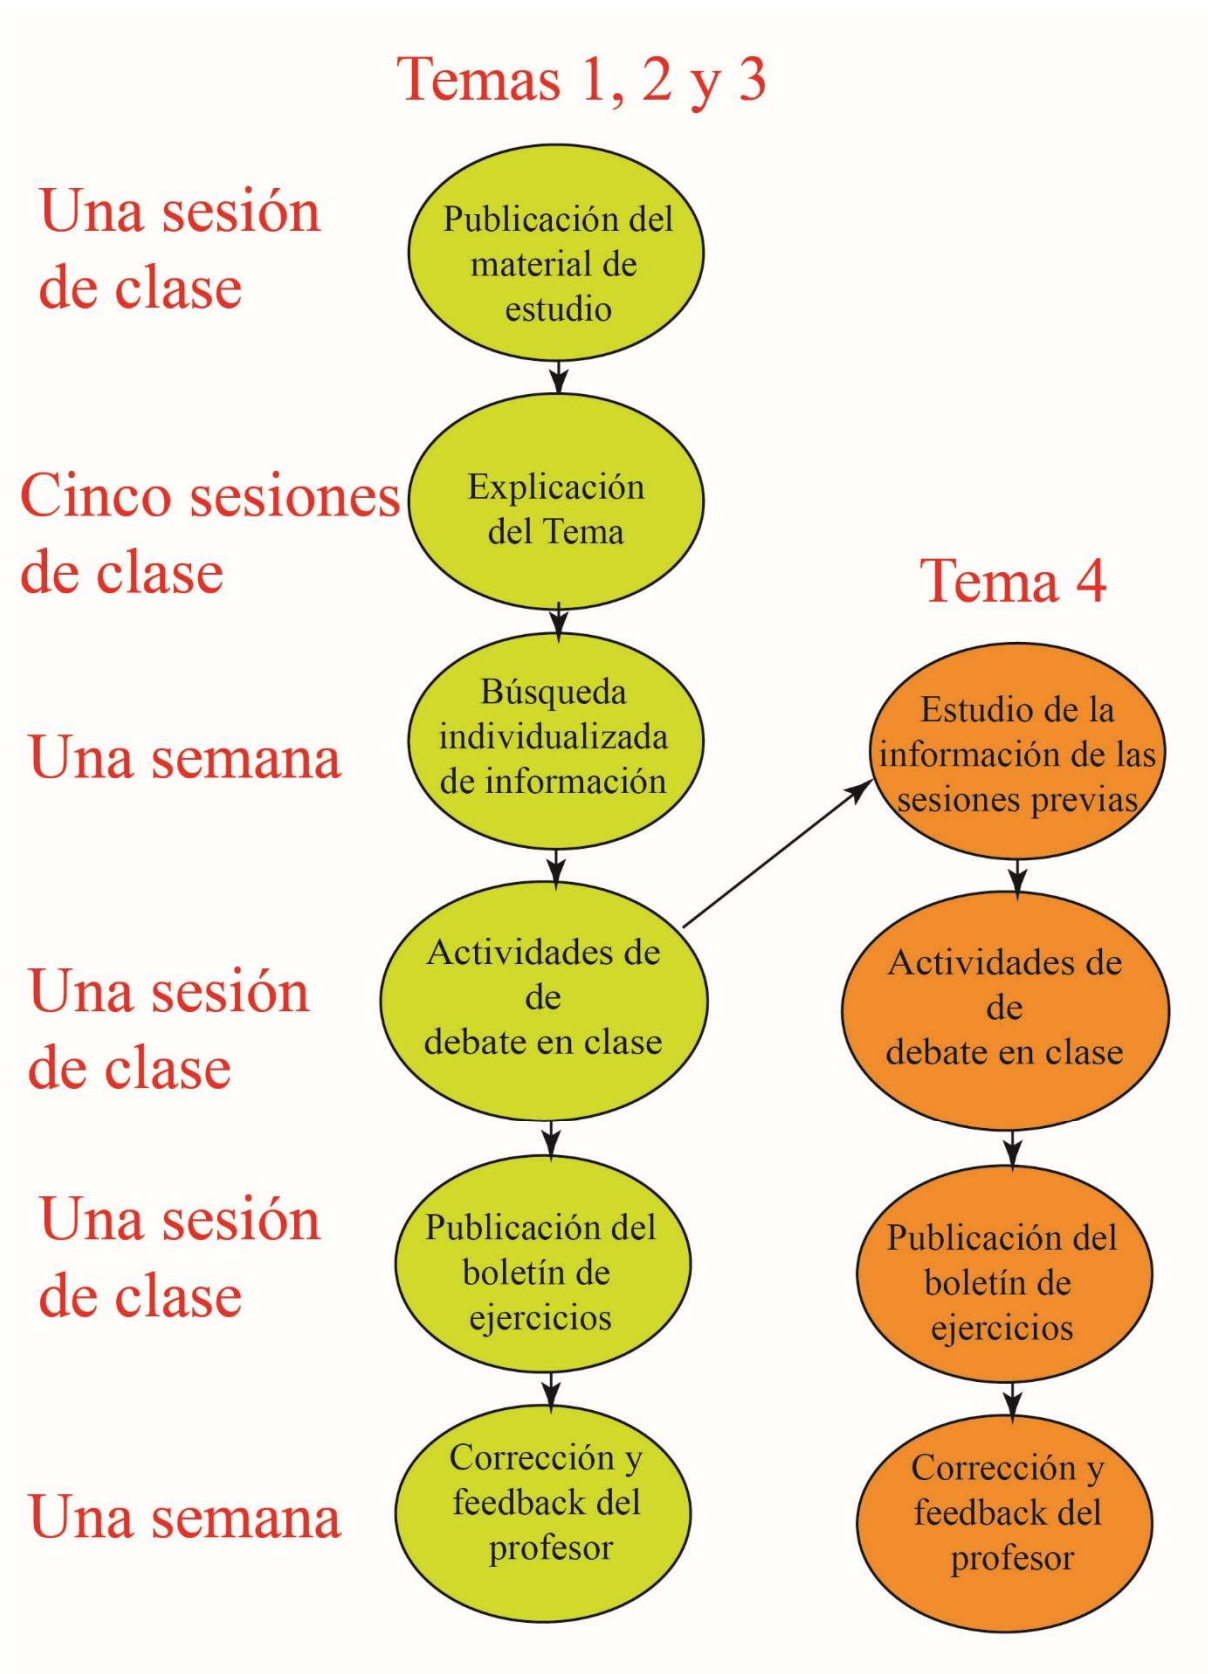 Temas 1, 2 y 3
Una sesión
de clase
Publicación del
material de
estudio
Cinco sesiones
de clase
Explicación
del Tema
Tema 4
Una semana
Búsqueda
individualizada
de información
Estudio de la
información de las
sesiones previas
Una sesión
de clase
Actividades de
de
debate en clase
Actividades de
de
debate en clase
Una sesión
de clase
Publicación del
boletín de
ejercicios
Publicación del
boletín de
ejercicios
Una semana
Corrección y
feedback del
profesor
Corrección y
feedback del
profesor